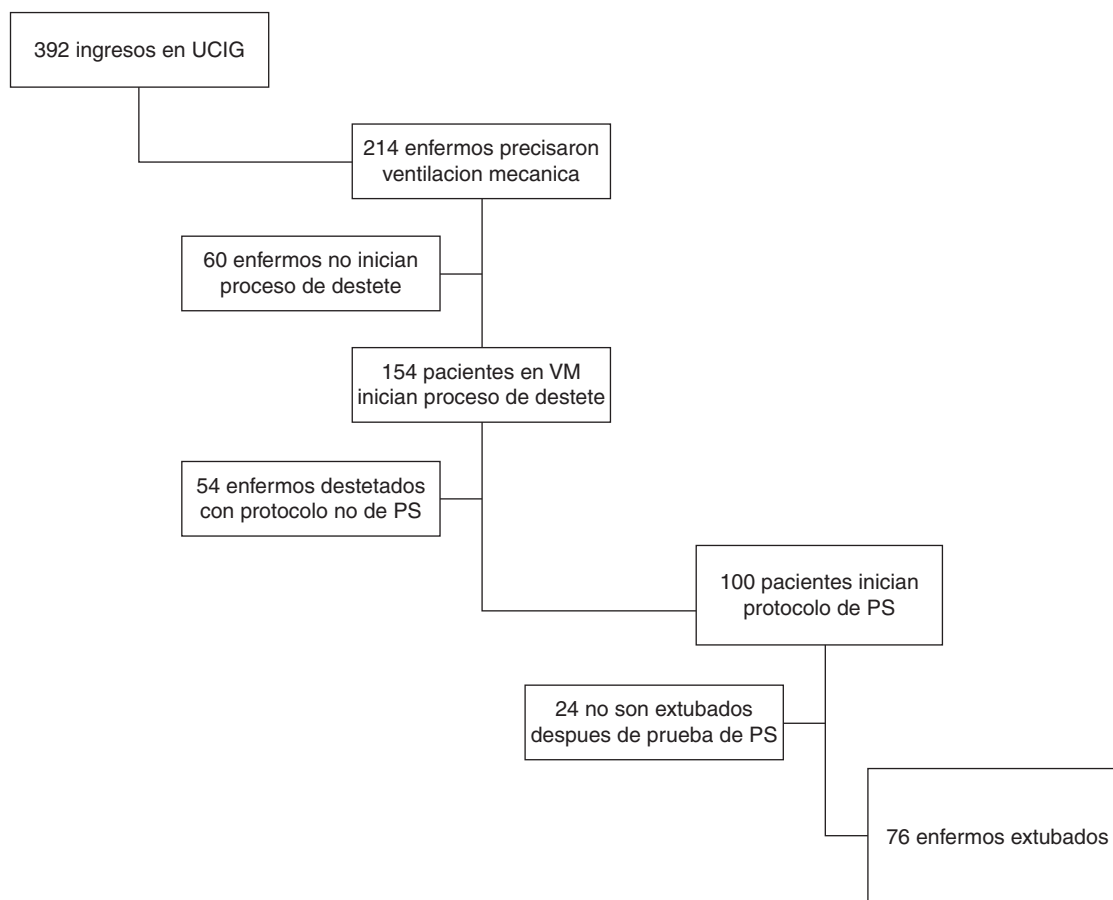 392 ingresos en UCIG
214 enfermos precisaron
ventilacion mecanica
60 enfermos no inician
proceso de destete
154 pacientes en VM
inician proceso de destete
54 enfermos destetados
con protocolo no de PS
100 pacientes inician
protocolo de PS
24 no son extubados
despues de prueba de PS
76 enfermos extubados